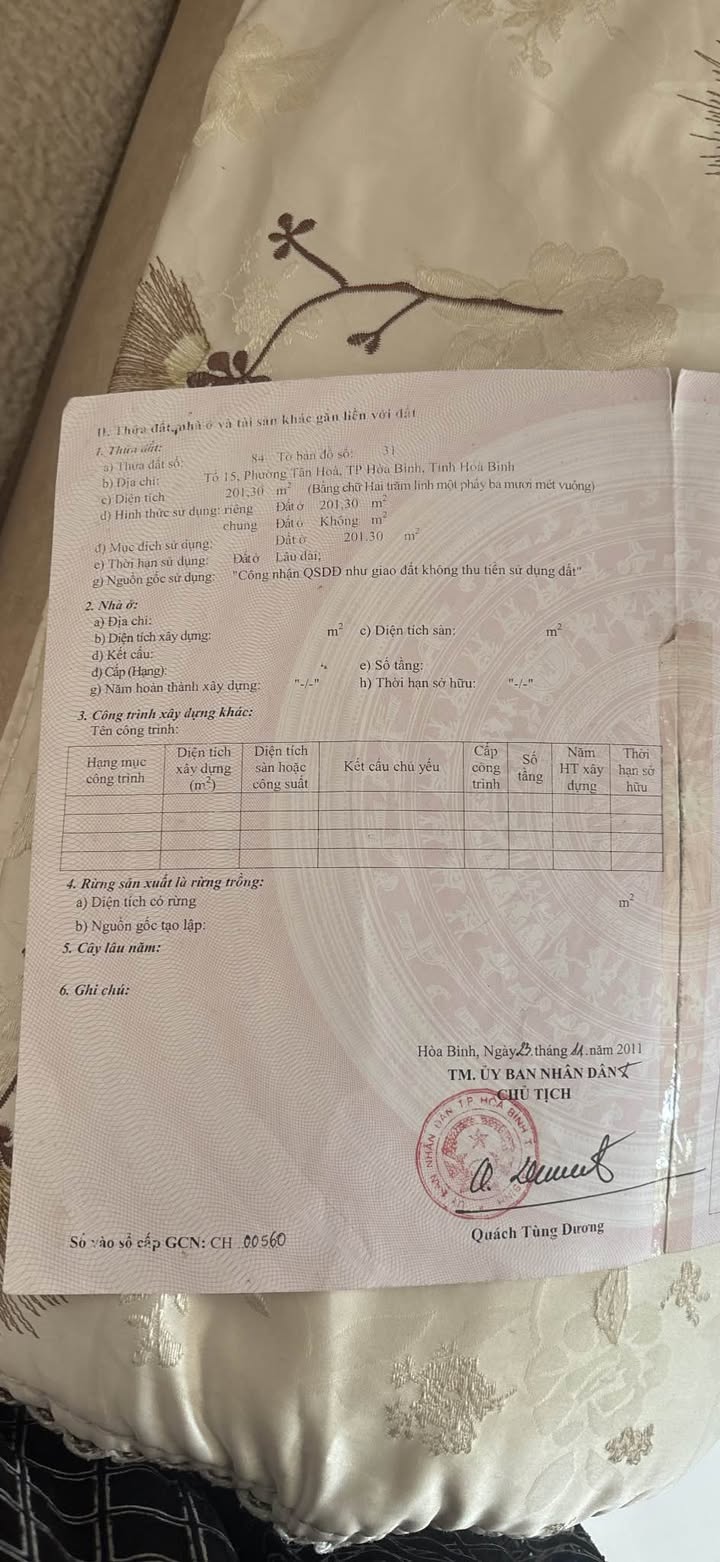 II. Thửa đất, nhà ở và tài sản khác gắn liền với đất
1. Thửa đất:
a) Thửa đất số: 84 Tờ bản đồ số: 31
b) Địa chỉ: Tổ 15, Phường Tân Hoà, TP Hòa Bình, Tỉnh Hoà Bình
c) Diện tích 201,30 m² (Bằng chữ Hai trăm linh một phảy ba mươi mét vuông)
d) Hình thức sử dụng: riêng Đất ở 201,30 m²
chung Đất ở Không m²
đ) Mục đích sử dụng: Đất ở 201.30 m²
e) Thời hạn sử dụng: Đất ở Lâu dài;
g) Nguồn gốc sử dụng: "Công nhận QSDĐ như giao đất không thu tiền sử dụng đất"
2. Nhà ở:
a) Địa chỉ:
b) Diện tích xây dựng: m² c) Diện tích sàn: m²
d) Kết cấu:
đ) Cấp (Hạng): e) Số tầng:
g) Năm hoàn thành xây dựng: "-/-" h) Thời hạn sở hữu: "-/-"
3. Công trình xây dựng khác:
Tên công trình:
Hạng mục công trình Diện tích xây dựng (m²) Diện tích sàn hoặc công suất Kết cấu chủ yếu Cấp công trình Số tầng Năm HT xây dựng Thời hạn sở hữu
4. Rừng sản xuất là rừng trồng:
a) Diện tích có rừng m²
b) Nguồn gốc tạo lập:
5. Cây lâu năm:
6. Ghi chú:
Hòa Bình, Ngày 23 tháng 11 năm 2011
TM. ỦY BAN NHÂN DÂN
CHỦ TỊCH
ỦY BAN NHÂN DÂN T.P HOÀ BÌNH
Quách Tùng Dương
Số vào sổ cấp GCN: CH 00560